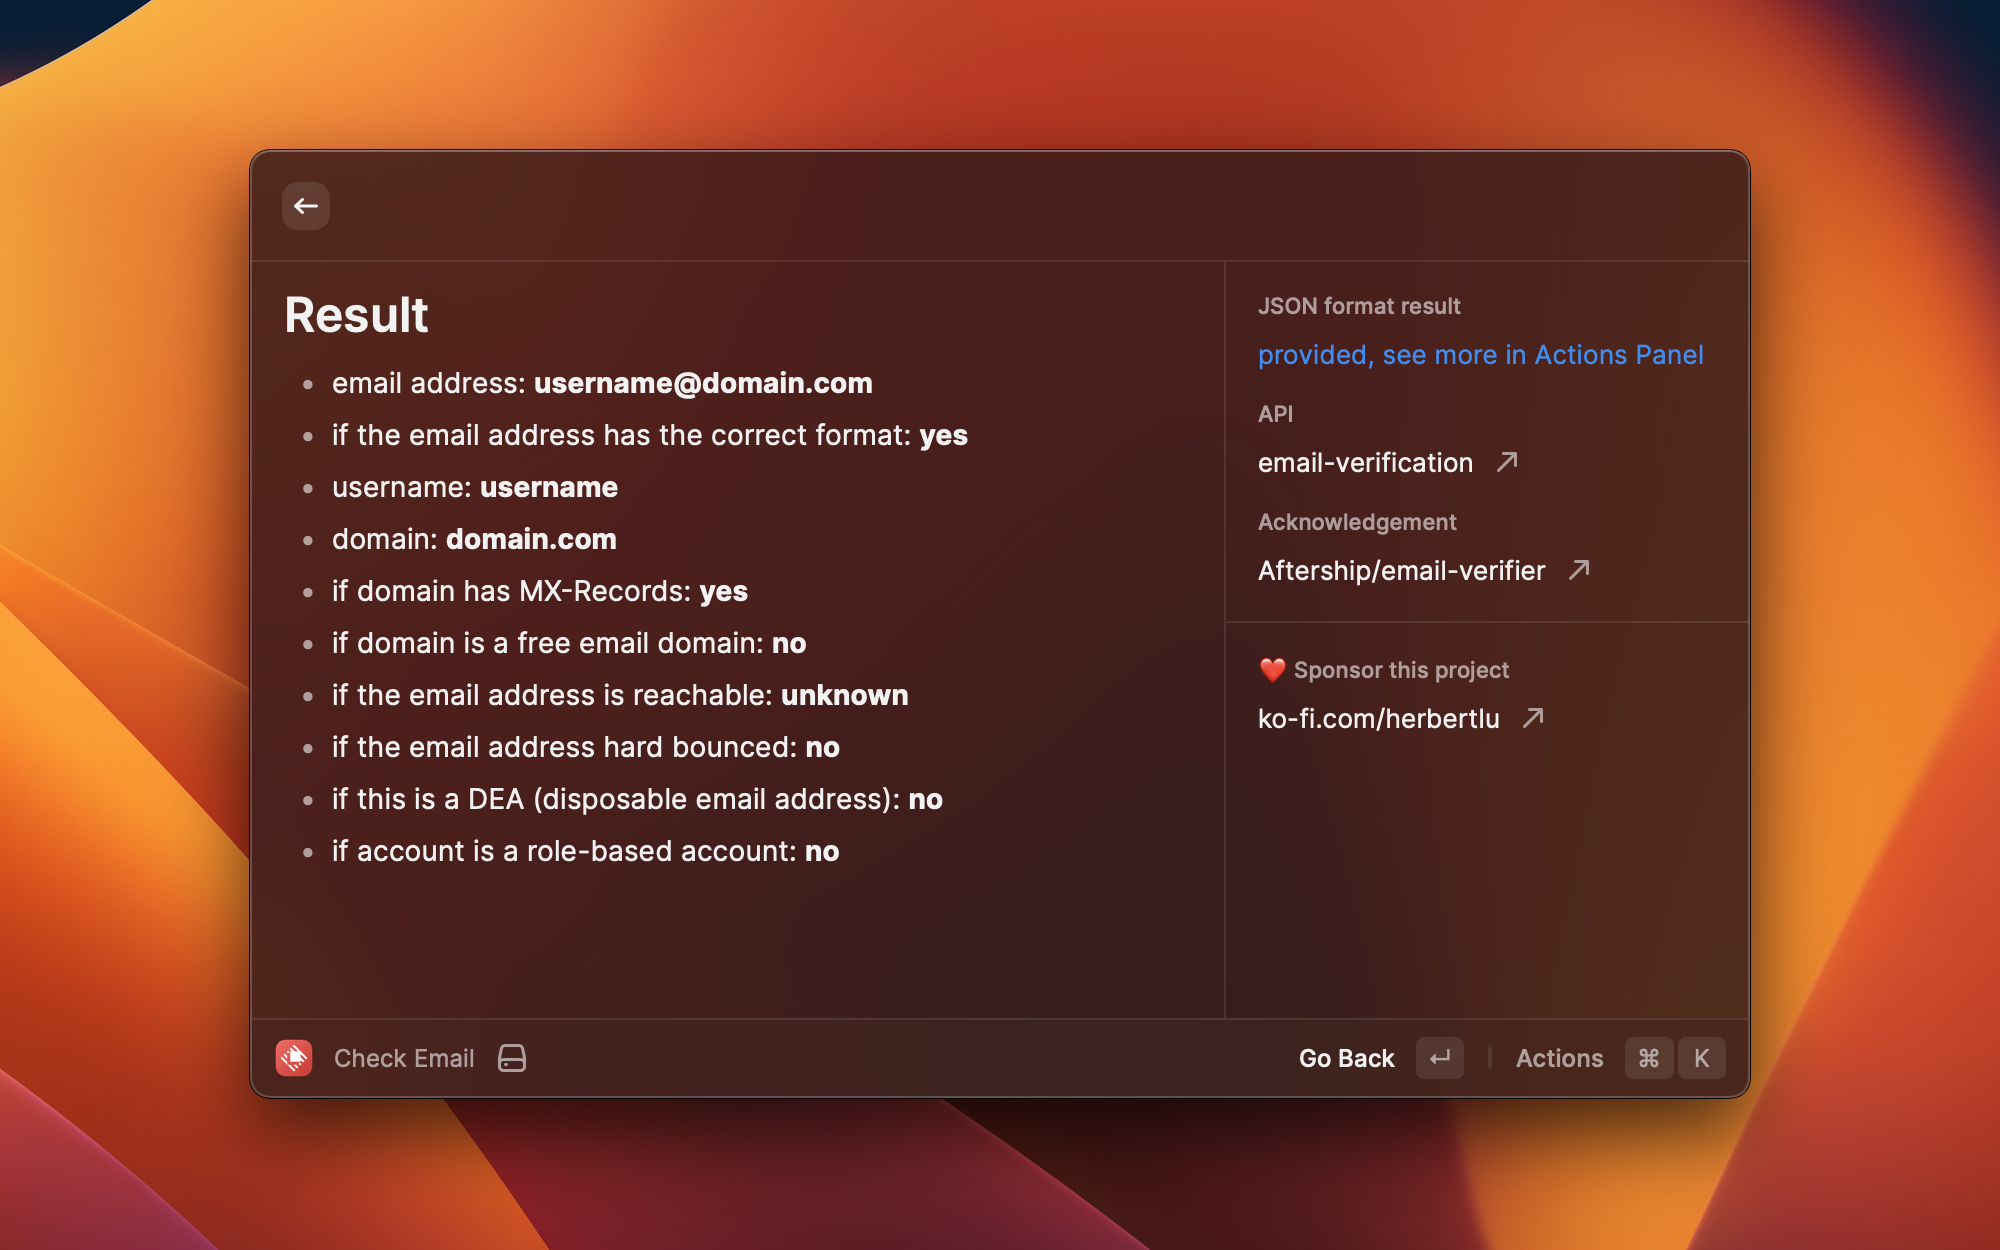 Result
email address: username@domain.com
if the email address has the correct format: yes
username: username
domain: domain.com
if domain has MX-Records: yes
if domain is a free email domain: no
if the email address is reachable: unknown
if the email address hard bounced: no
if this is a DEA (disposable email address): no
if account is a role-based account: no
JSON format result
provided, see more in Actions Panel
API
email-verification
Acknowledgement
Aftership/email-verifier
❤️ Sponsor this project
ko-fi.com/herbertlu
Check Email
Go Back ↵ | Actions ⌘ K